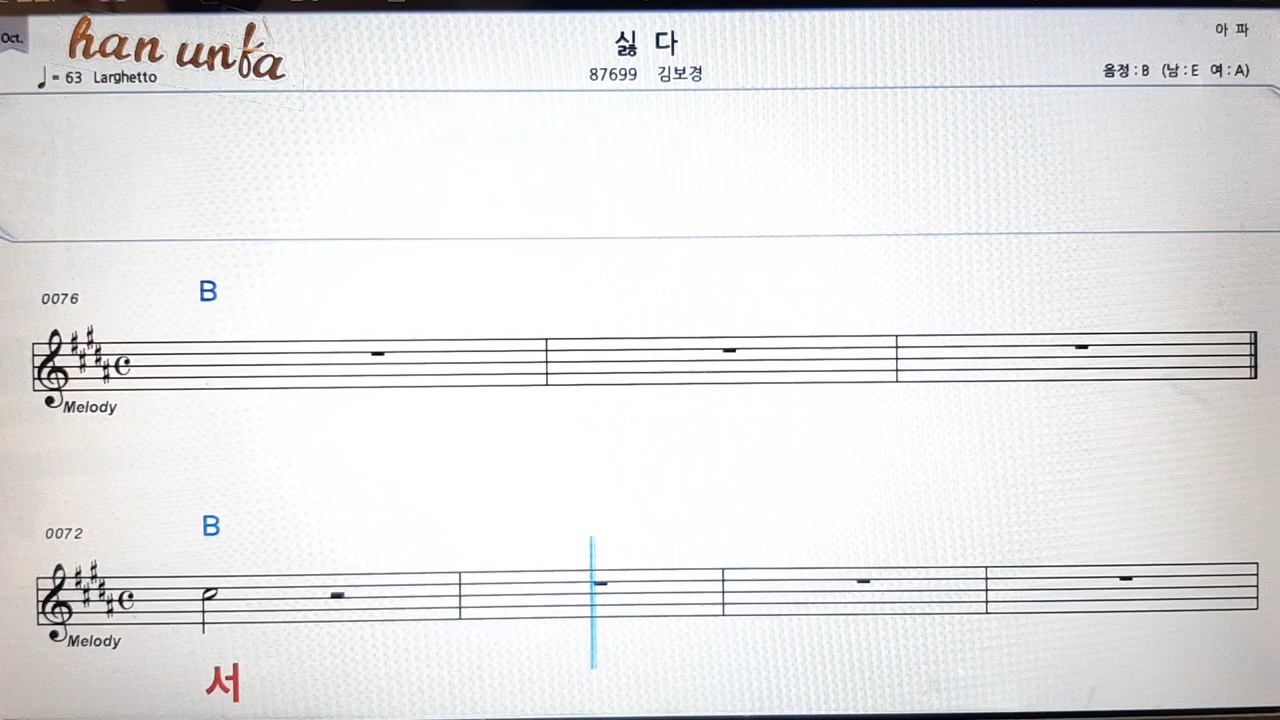 Oct.
han unfa
♩= 63 Larghetto
싫 다
87699 김보경
아 파
음정 : B (남 : E 여 : A)
0076
B
Melody
0072
B
Melody
서